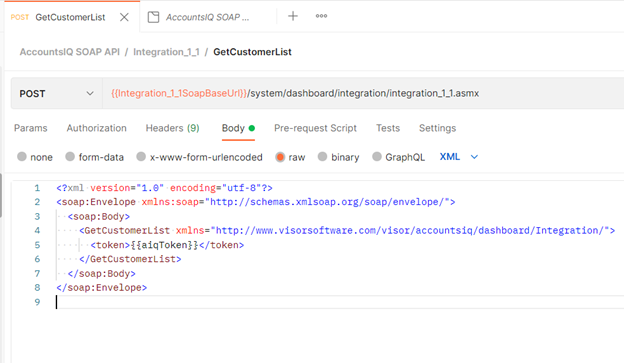 POST GetCustomerList AccountsIQ SOAP ...
AccountsIQ SOAP API / Integration_1_1 / GetCustomerList
POST {{Integration_1_1SoapBaseUrl}}/system/dashboard/integration/integration_1_1.asmx
Params Authorization Headers (9) Body Pre-request Script Tests Settings
none form-data x-www-form-urlencoded raw binary GraphQL XML
1 <?xml version="1.0" encoding="utf-8"?>
2 <soap:Envelope xmlns:soap="http://schemas.xmlsoap.org/soap/envelope/">
3 <soap:Body>
4 <GetCustomerList xmlns="http://www.visorsoftware.com/visor/accountsiq/dashboard/Integration/">
5 <token>{{aiqToken}}</token>
6 </GetCustomerList>
7 </soap:Body>
8 </soap:Envelope>
9